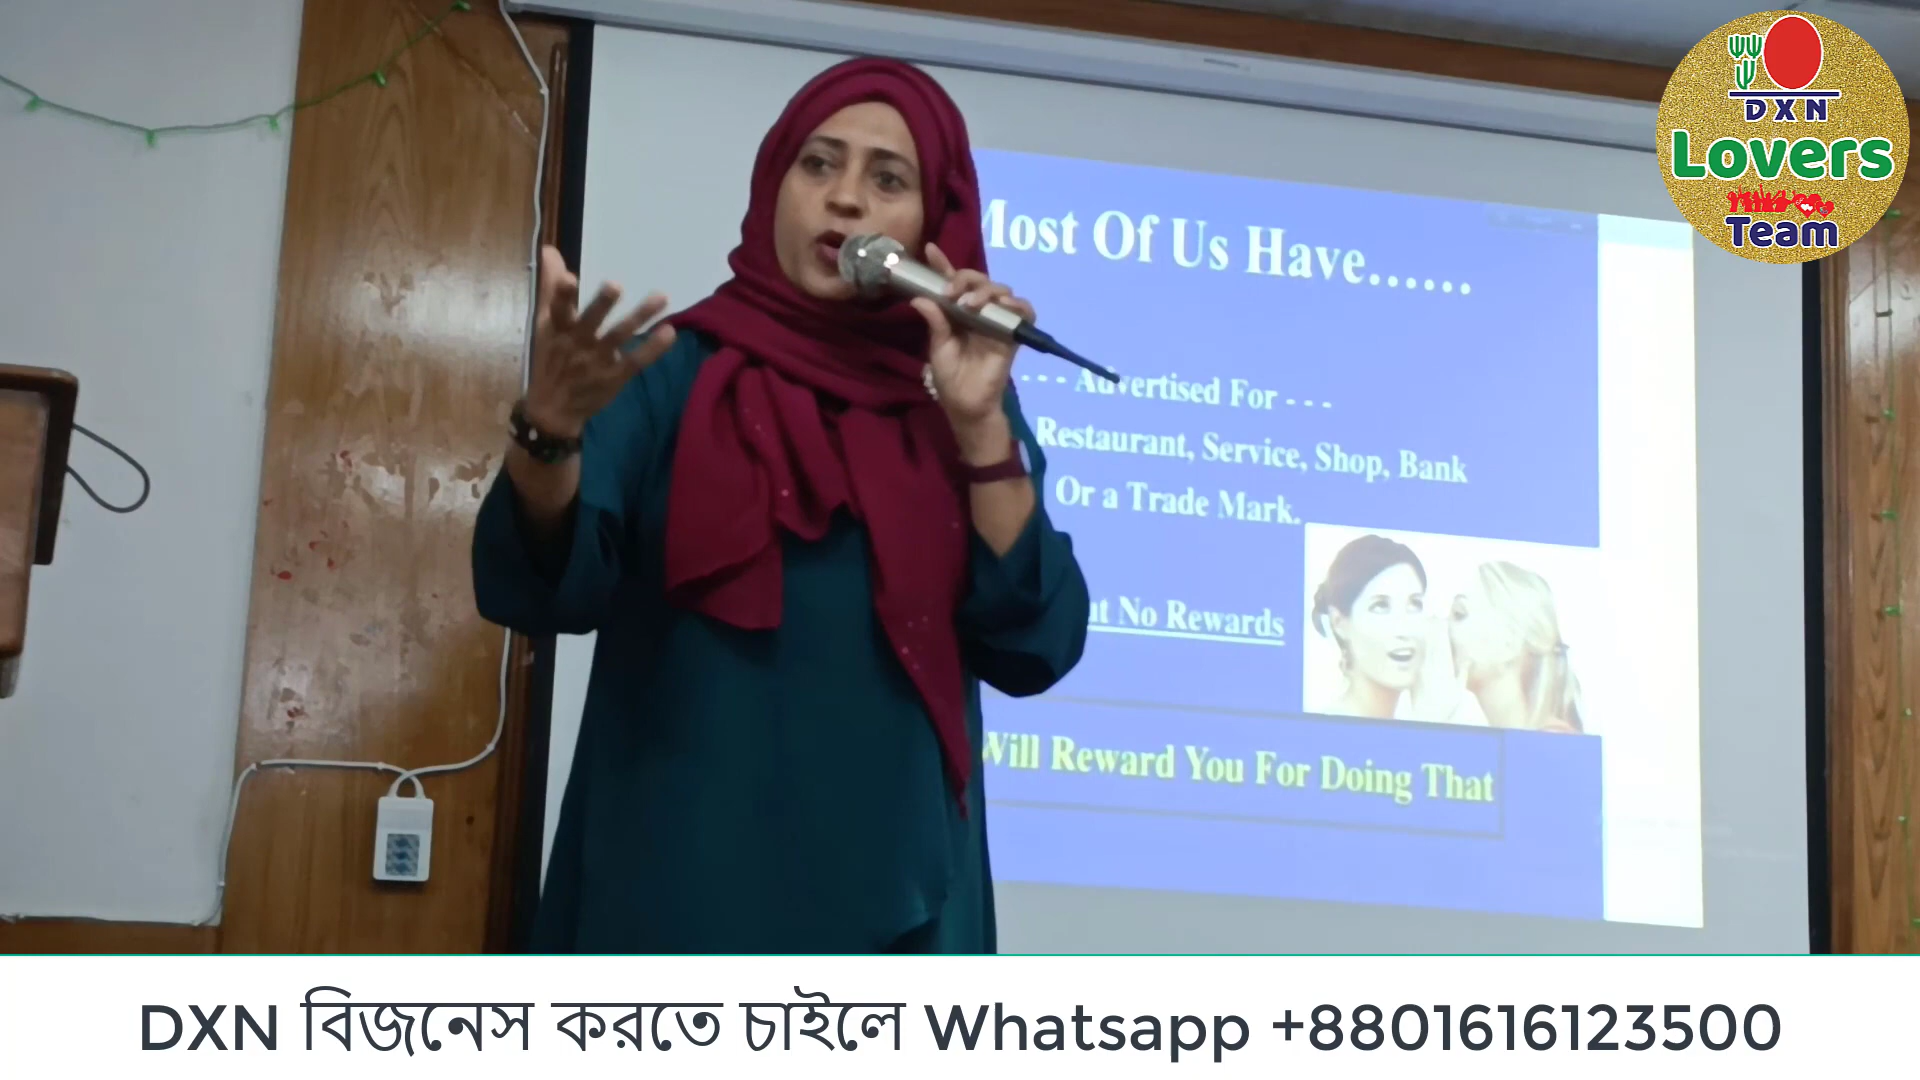 DXN
Lovers
Team
Most Of Us Have......
- - - Advertised For - - -
Restaurant, Service, Shop, Bank
Or a Trade Mark.
No Rewards
Will Reward You For Doing That
DXN বিজনেস করতে চাইলে Whatsapp +8801616123500